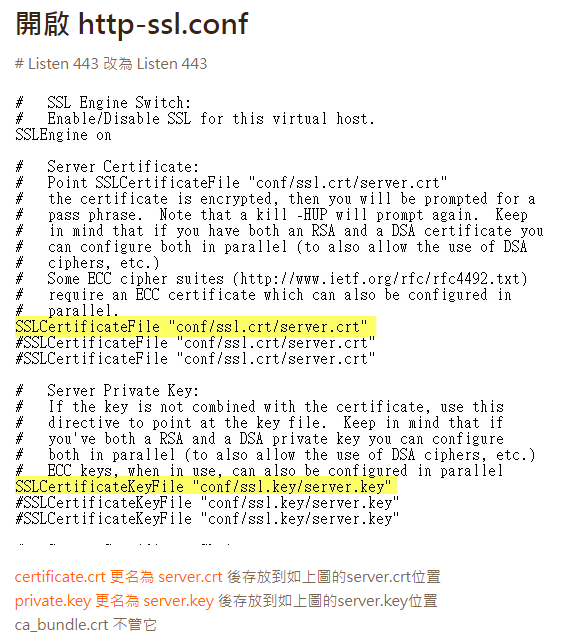 開啟 http-ssl.conf
# Listen 443 改為 Listen 443
#   SSL Engine Switch:
#   Enable/Disable SSL for this virtual host.
SSLEngine on
#   Server Certificate:
#   Point SSLCertificateFile "conf/ssl.crt/server.crt"
#   the certificate is encrypted, then you will be prompted for a
#   pass phrase.  Note that a kill -HUP will prompt again.  Keep
#   in mind that if you have both an RSA and a DSA certificate you
#   can configure both in parallel (to also allow the use of DSA
#   ciphers, etc.)
#   Some ECC cipher suites (http://www.ietf.org/rfc/rfc4492.txt)
#   require an ECC certificate which can also be configured in
#   parallel.
SSLCertificateFile "conf/ssl.crt/server.crt"
#SSLCertificateFile "conf/ssl.crt/server.crt"
#SSLCertificateFile "conf/ssl.crt/server.crt"
#   Server Private Key:
#   If the key is not combined with the certificate, use this
#   directive to point at the key file.  Keep in mind that if
#   you've both a RSA and a DSA private key you can configure
#   both in parallel (to also allow the use of DSA ciphers, etc.)
#   ECC keys, when in use, can also be configured in parallel
SSLCertificateKeyFile "conf/ssl.key/server.key"
#SSLCertificateKeyFile "conf/ssl.key/server.key"
#SSLCertificateKeyFile "conf/ssl.key/server.key"
certificate.crt 更名為 server.crt 後存放到如上圖的server.crt位置
private.key 更名為 server.key 後存放到如上圖的server.key位置
ca_bundle.crt 不管它